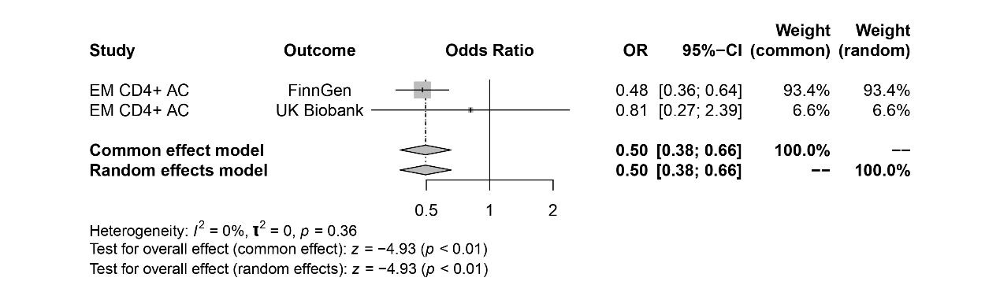 Weight Weight
Study Outcome Odds Ratio OR 95%−CI (common) (random)
EM CD4+ AC FinnGen 0.48 [0.36; 0.64] 93.4% 93.4%
EM CD4+ AC UK Biobank 0.81 [0.27; 2.39] 6.6% 6.6%
Common effect model 0.50 [0.38; 0.66] 100.0% −−
Random effects model 0.50 [0.38; 0.66] −− 100.0%
0.5 1 2
Heterogeneity: I² = 0%, τ² = 0, p = 0.36
Test for overall effect (common effect): z = −4.93 (p < 0.01)
Test for overall effect (random effects): z = −4.93 (p < 0.01)